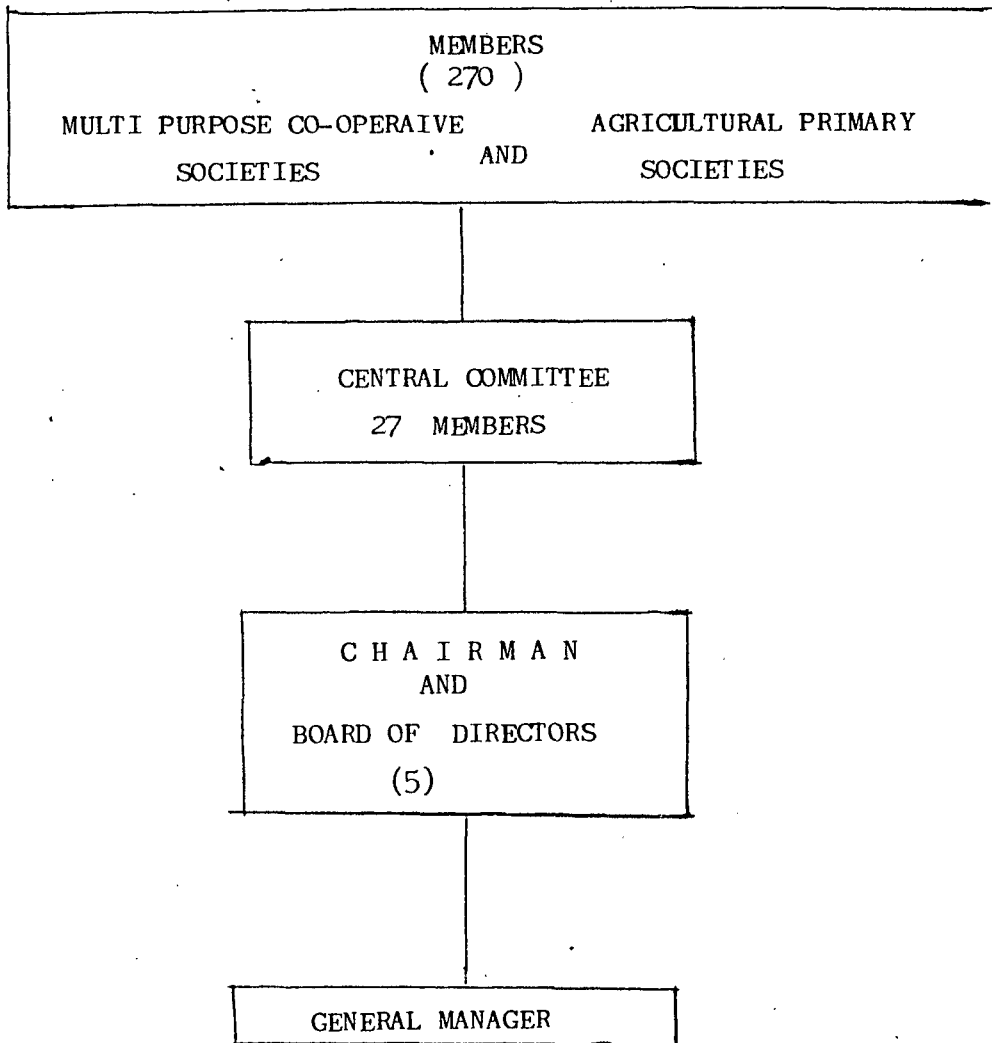 MEMBERS
( 270 )
MULTI PURPOSE CO-OPERAIVE SOCIETIES
AND
AGRICULTURAL PRIMARY SOCIETIES
CENTRAL COMMITTEE
27 MEMBERS
C H A I R M A N
AND
BOARD OF DIRECTORS
(5)
GENERAL MANAGER